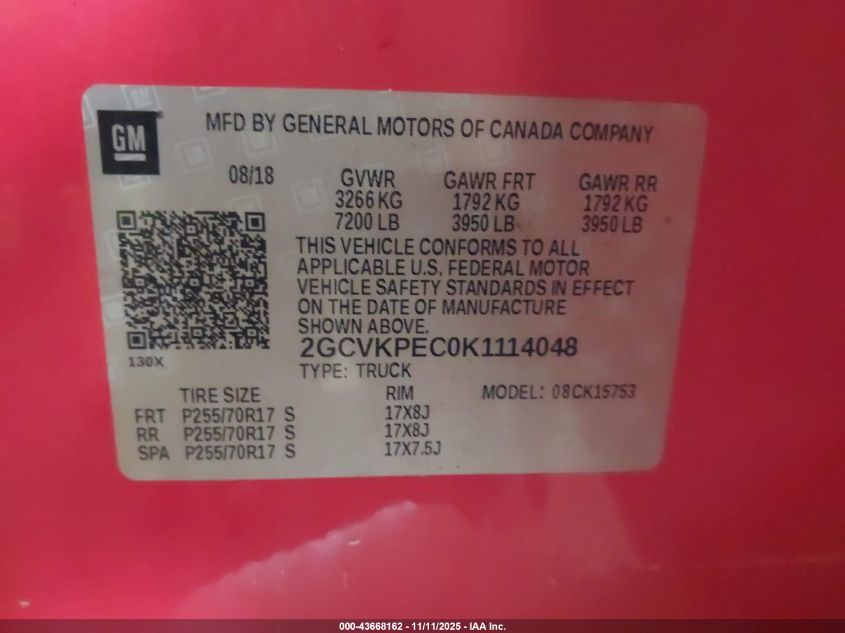 GM
MFD BY GENERAL MOTORS OF CANADA COMPANY
08/18 GVWR GAWR FRT GAWR RR
3266 KG 1792 KG 1792 KG
7200 LB 3950 LB 3950 LB
THIS VEHICLE CONFORMS TO ALL
APPLICABLE U.S. FEDERAL MOTOR
VEHICLE SAFETY STANDARDS IN EFFECT
ON THE DATE OF MANUFACTURE
SHOWN ABOVE.
2GCVKPEC0K1114048
130X
TYPE: TRUCK
TIRE SIZE RIM MODEL: 08CK15753
FRT P255/70R17 S 17X8J
RR P255/70R17 S 17X8J
SPA P255/70R17 S 17X7.5J
000-43668162 - 11/11/2025 - IAA Inc.